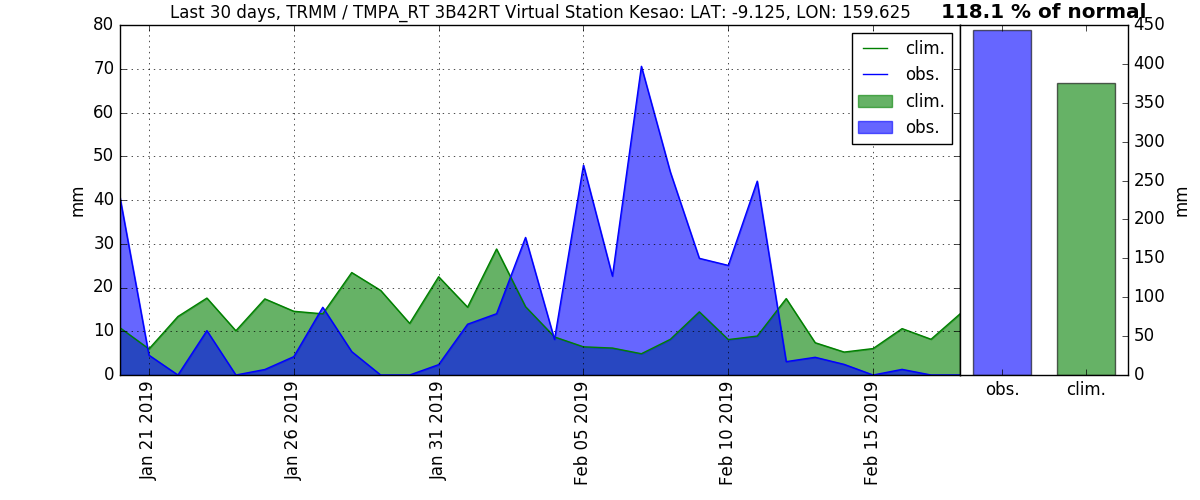 Last 30 days, TRMM / TMPA_RT 3B42RT Virtual Station Kesao: LAT: -9.125, LON: 159.625
118.1 % of normal
80
70
60
50
40
30
20
10
0
mm
clim.
obs.
clim.
obs.
450
400
350
300
250
200
150
100
50
0
mm
Jan 21 2019
Jan 26 2019
Jan 31 2019
Feb 05 2019
Feb 10 2019
Feb 15 2019
obs.
clim.